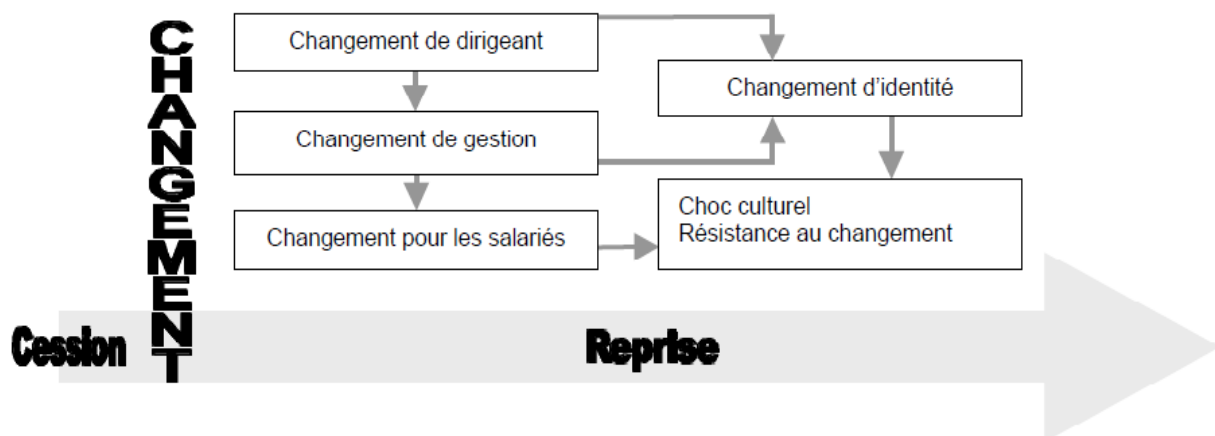 CHANGEMENT
Changement de dirigeant
Changement d'identité
Changement de gestion
Choc culturel
Résistance au changement
Changement pour les salariés
Cession
Reprise